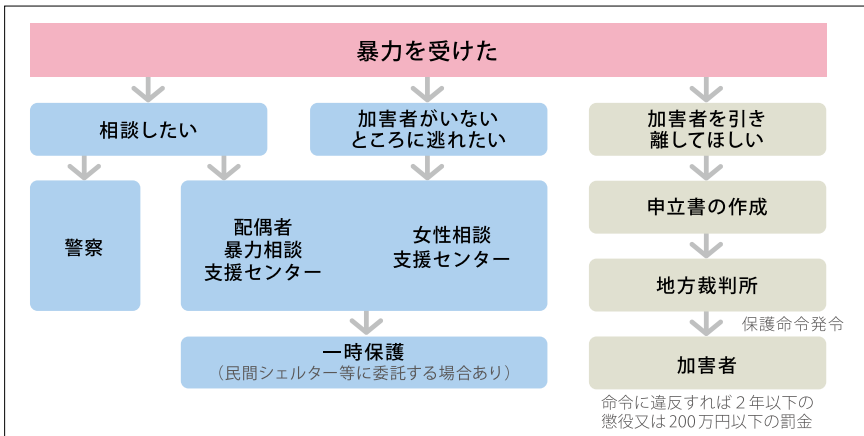 暴力を受けた
相談したい
加害者がいない
ところに逃れたい
加害者を引き
離してほしい
警察
配偶者
暴力相談
支援センター
女性相談
支援センター
申立書の作成
地方裁判所
保護命令発令
一時保護
（民間シェルター等に委託する場合あり）
加害者
命令に違反すれば２年以下の
懲役又は200万円以下の罰金